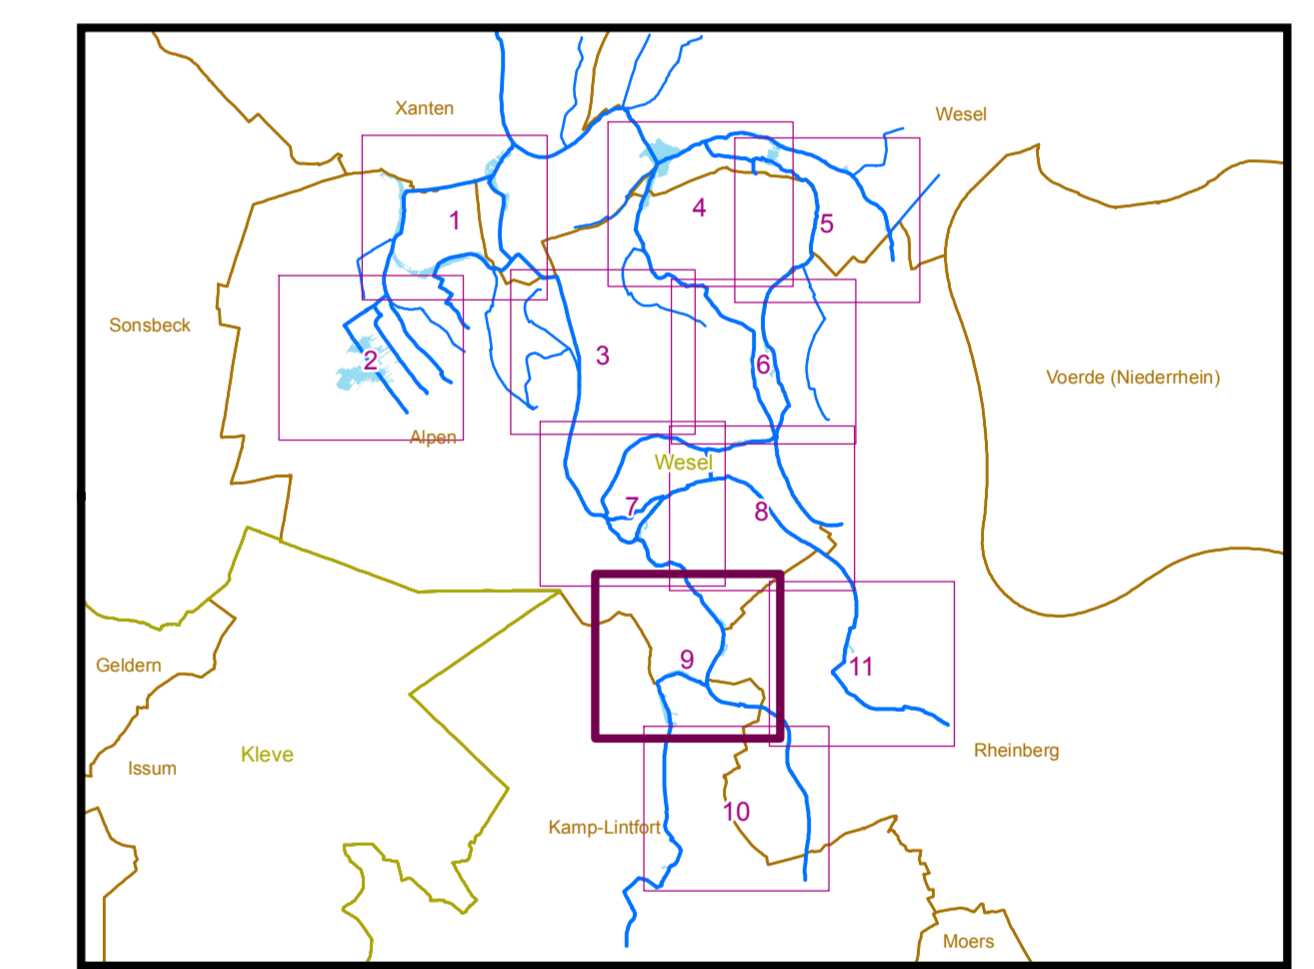 Xanten
Wesel
1
4
5
Sonsbeck
2
3
6
Voerde (Niederrhein)
Alpen
Wesel
7
8
Geldern
9
11
Issum
Kleve
Rheinberg
Kamp-Lintfort
10
Moers